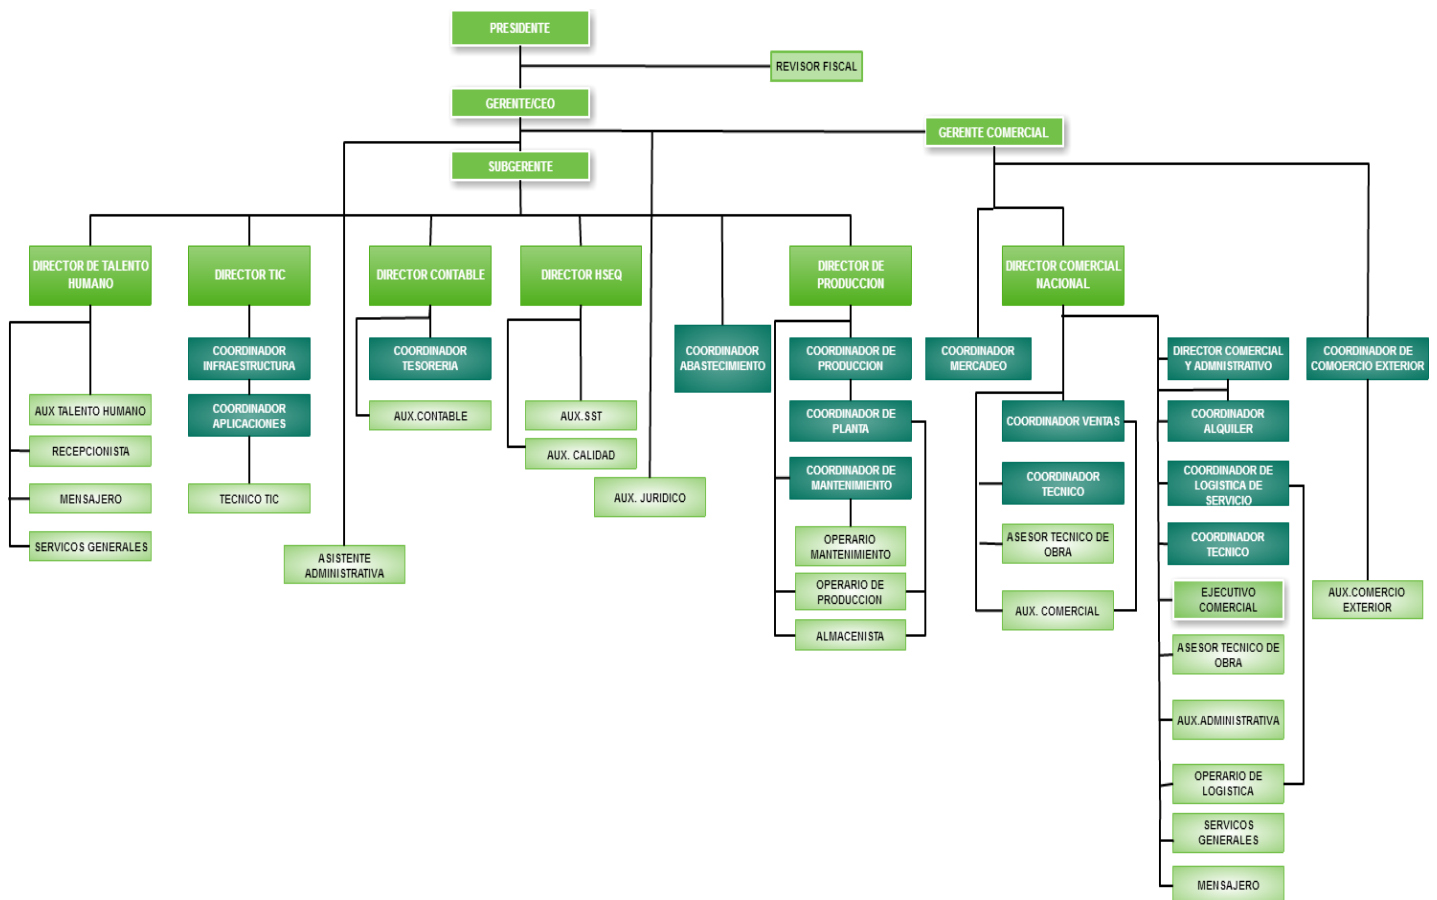 PRESIDENTE
REVISOR FISCAL
GERENTE/CEO
GERENTE COMERCIAL
SUBGERENTE
DIRECTOR DE TALENTO
HUMANO
DIRECTOR TIC
DIRECTOR CONTABLE
DIRECTOR HSEQ
DIRECTOR DE
PRODUCCION
DIRECTOR COMERCIAL
NACIONAL
COORDINADOR
INFRAESTRUCTURA
COORDINADOR
TESORERIA
COORDINADOR
ABASTECIMIENTO
COORDINADOR DE
PRODUCCION
COORDINADOR
MERCADEO
DIRECTOR COMERCIAL
Y ADMNISTRATIVO
COORDINADOR DE
COMOERCIO EXTERIOR
AUX TALENTO HUMANO
COORDINADOR
APLICACIONES
AUX.CONTABLE
AUX.SST
COORDINADOR DE
PLANTA
COORDINADOR VENTAS
COORDINADOR
ALQUILER
RECEPCIONISTA
AUX. CALIDAD
COORDINADOR DE
MANTENIMIENTO
COORDINADOR
TECNICO
COORDINADOR DE
LOGISTICA DE
SERVICIO
MENSAJERO
TECNICO TIC
AUX. JURIDICO
SERVICOS GENERALES
OPERARIO
MANTENIMIENTO
ASESOR TECNICO DE
OBRA
COORDINADOR
TECNICO
ASISTENTE
ADMINISTRATIVA
OPERARIO DE
PRODUCCION
AUX. COMERCIAL
EJECUTIVO
COMERCIAL
AUX.COMERCIO
EXTERIOR
ALMACENISTA
ASESOR TECNICO DE
OBRA
AUX.ADMINISTRATIVA
OPERARIO DE
LOGISTICA
SERVICOS
GENERALES
MENSAJERO